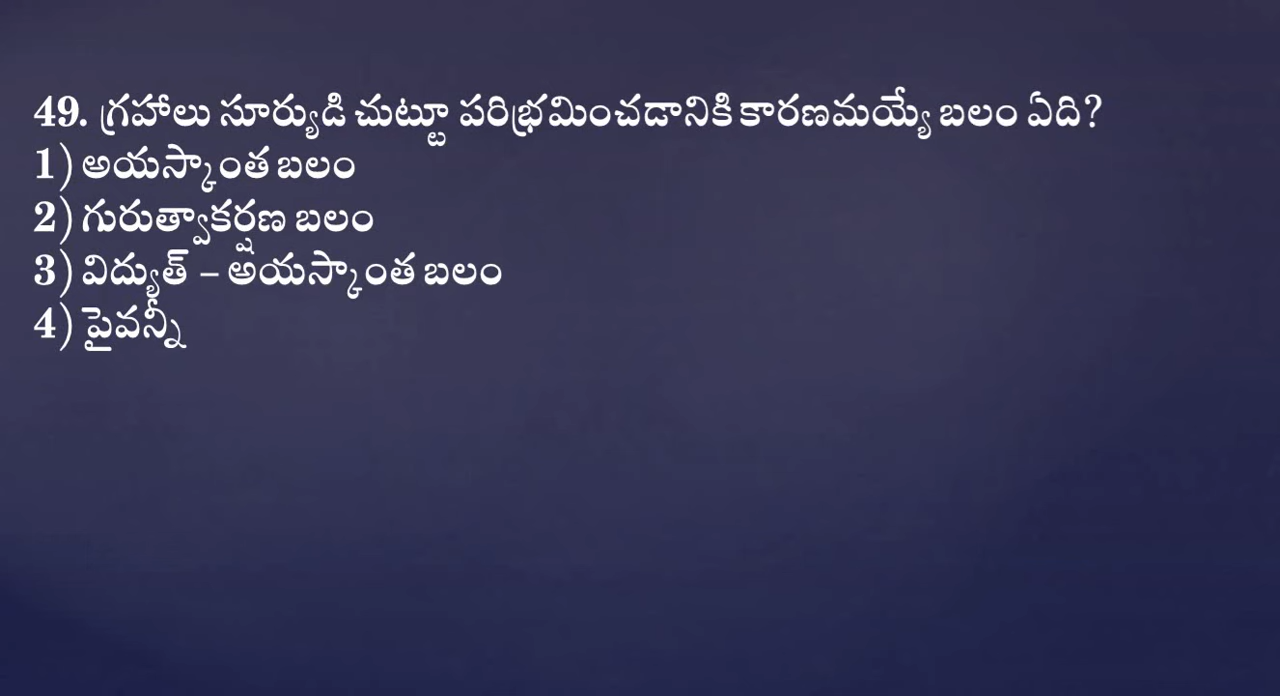 49. గ్రహాలు సూర్యుడి చుట్టూ పరిభ్రమించడానికి కారణమయ్యే బలం ఏది?
1) అయస్కాంత బలం
2) గురుత్వాకర్షణ బలం
3) విద్యుత్ – అయస్కాంత బలం
4) పైవన్నీ